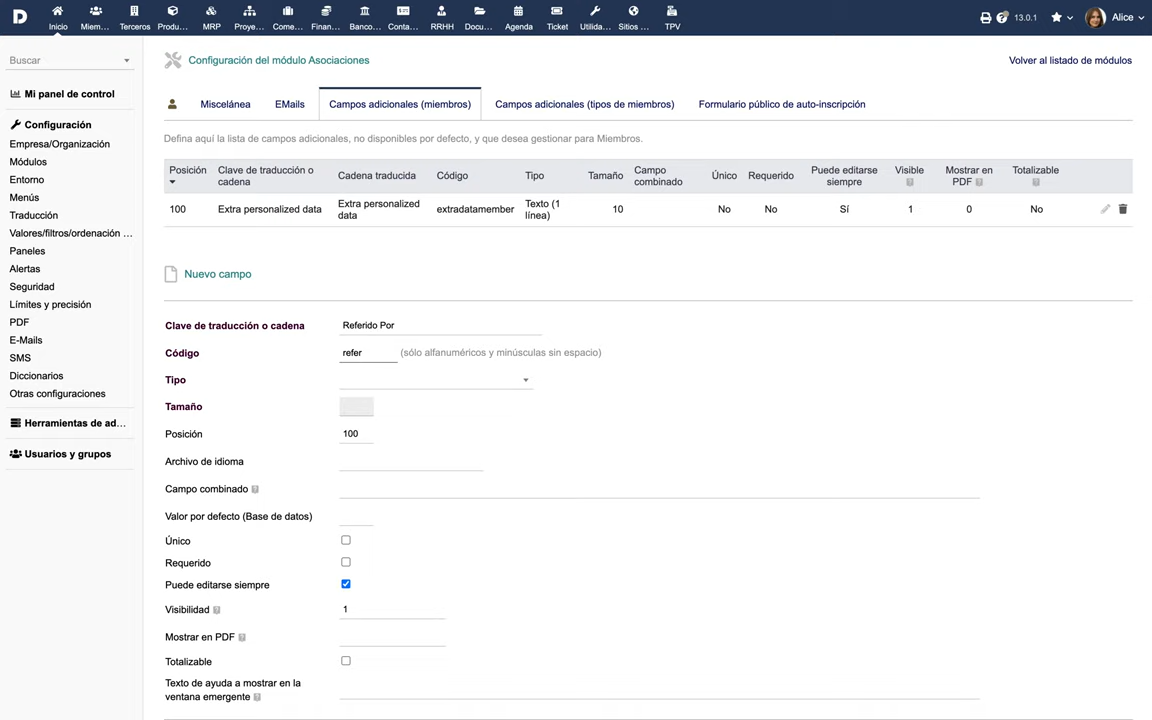 D
Inicio
Miem...
Terceros
Produ...
MRP
Proye...
Come...
Finan...
Banco...
Conta...
RRHH
Docu...
Agenda
Ticket
Utilida...
Sitios ...
TPV
13.0.1
Alice
Buscar
Mi panel de control
Configuración
Empresa/Organización
Módulos
Entorno
Menús
Traducción
Valores/filtros/ordenación ...
Paneles
Alertas
Seguridad
Límites y precisión
PDF
E-Mails
SMS
Diccionarios
Otras configuraciones
Herramientas de ad...
Usuarios y grupos
Configuración del módulo Asociaciones
Volver al listado de módulos
Miscelánea
EMails
Campos adicionales (miembros)
Campos adicionales (tipos de miembros)
Formulario público de auto-inscripción
Defina aquí la lista de campos adicionales, no disponibles por defecto, y que desea gestionar para Miembros.
Posición
Clave de traducción o
cadena
Cadena traducida
Código
Tipo
Tamaño
Campo
combinado
Único
Requerido
Puede editarse
siempre
Visible
Mostrar en
PDF
Totalizable
100
Extra personalized data
Extra personalized
data
extradatamember
Texto (1
línea)
10
No
No
Sí
1
0
No
Nuevo campo
Clave de traducción o cadena
Referido Por
Código
refer
(sólo alfanuméricos y minúsculas sin espacio)
Tipo
Tamaño
Posición
100
Archivo de idioma
Campo combinado
Valor por defecto (Base de datos)
Único
Requerido
Puede editarse siempre
Visibilidad
1
Mostrar en PDF
Totalizable
Texto de ayuda a mostrar en la
ventana emergente